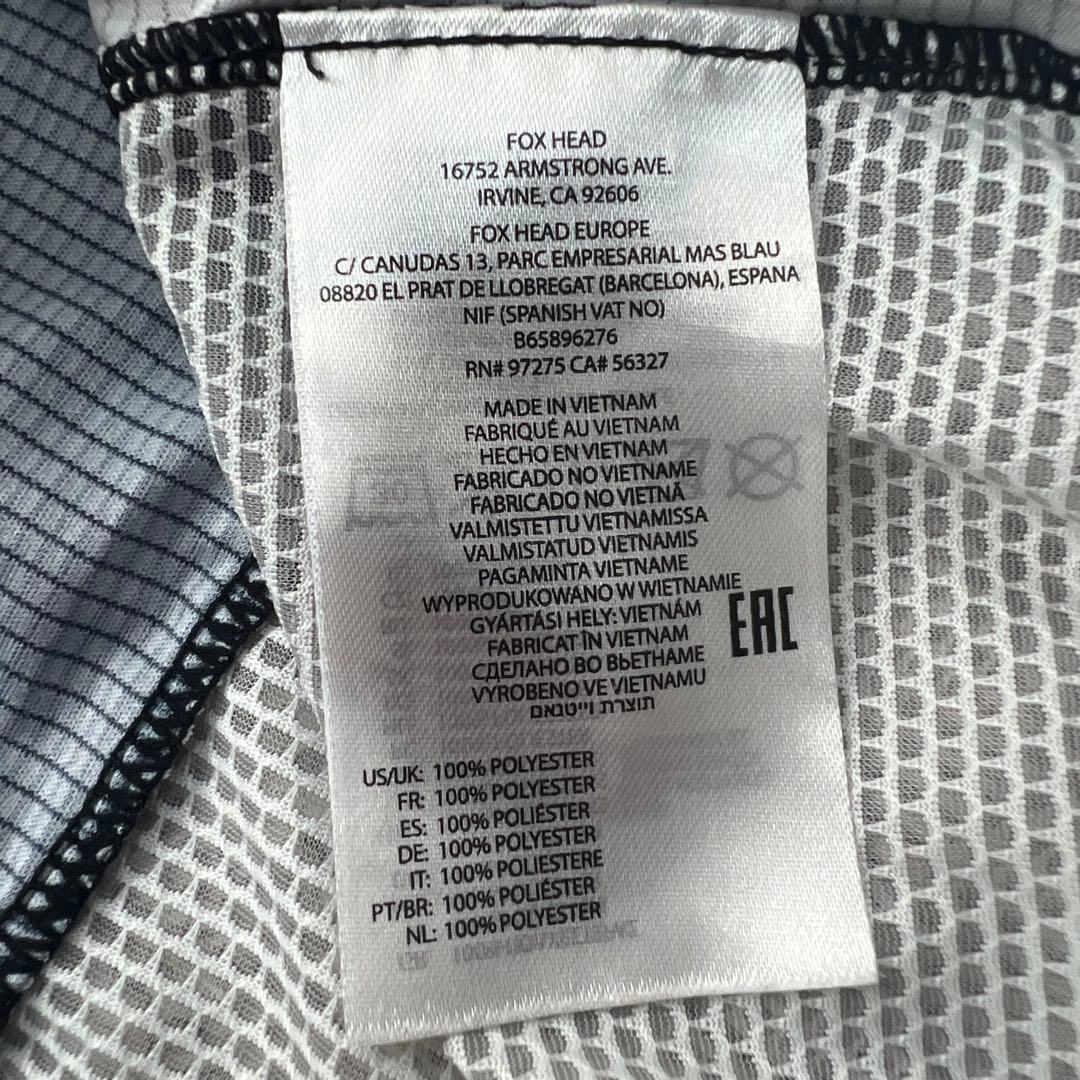 FOX HEAD
16752 ARMSTRONG AVE.
IRVINE, CA 92606
FOX HEAD EUROPE
C/ CANUDAS 13, PARC EMPRESARIAL MAS BLAU
08820 EL PRAT DE LLOBREGAT (BARCELONA), ESPANA
NIF (SPANISH VAT NO)
B65896276
RN# 97275 CA# 56327
MADE IN VIETNAM
FABRIQUÉ AU VIETNAM
HECHO EN VIETNAM
FABRICADO NO VIETNAME
FABRICADO NO VIETNÃ
VALMISTETTU VIETNAMISSA
VALMISTATUD VIETNAMIS
PAGAMINTA VIETNAME
WYPRODUKOWANO W WIETNAMIE
GYÁRTÁSI HELY: VIETNÁM
FABRICAT ÎN VIETNAM
СДЕЛАНО ВО ВЬЕТНАМЕ
VYROBENO VE VIETNAMU
תוצרת וייטנאם
EAC
US/UK: 100% POLYESTER
FR: 100% POLYESTER
ES: 100% POLIÉSTER
DE: 100% POLYESTER
IT: 100% POLIESTERE
PT/BR: 100% POLIÉSTER
NL: 100% POLYESTER